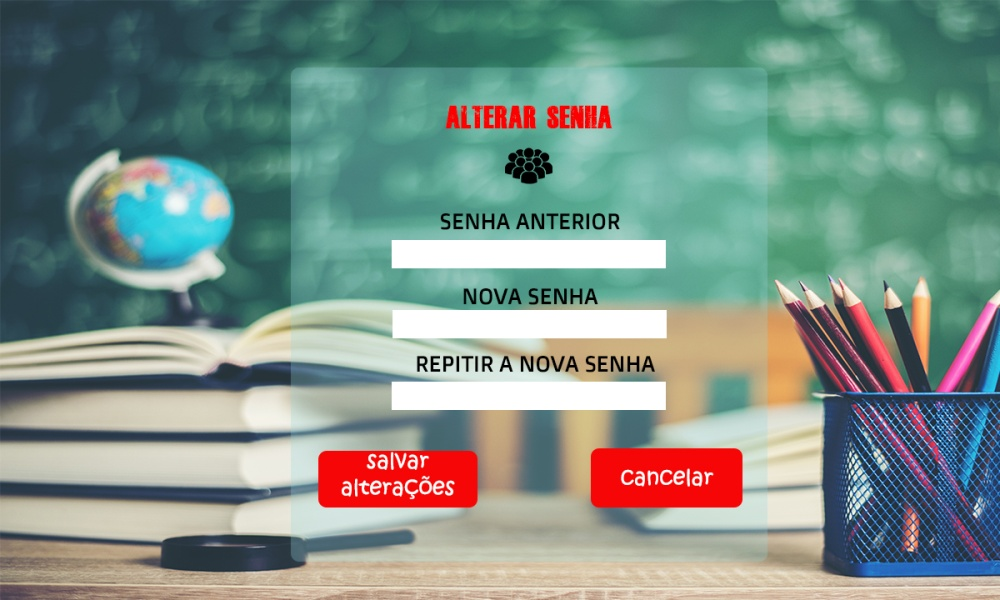 ALTERAR SENHA
SENHA ANTERIOR
NOVA SENHA
REPITIR A NOVA SENHA
salvar
alterações
cancelar